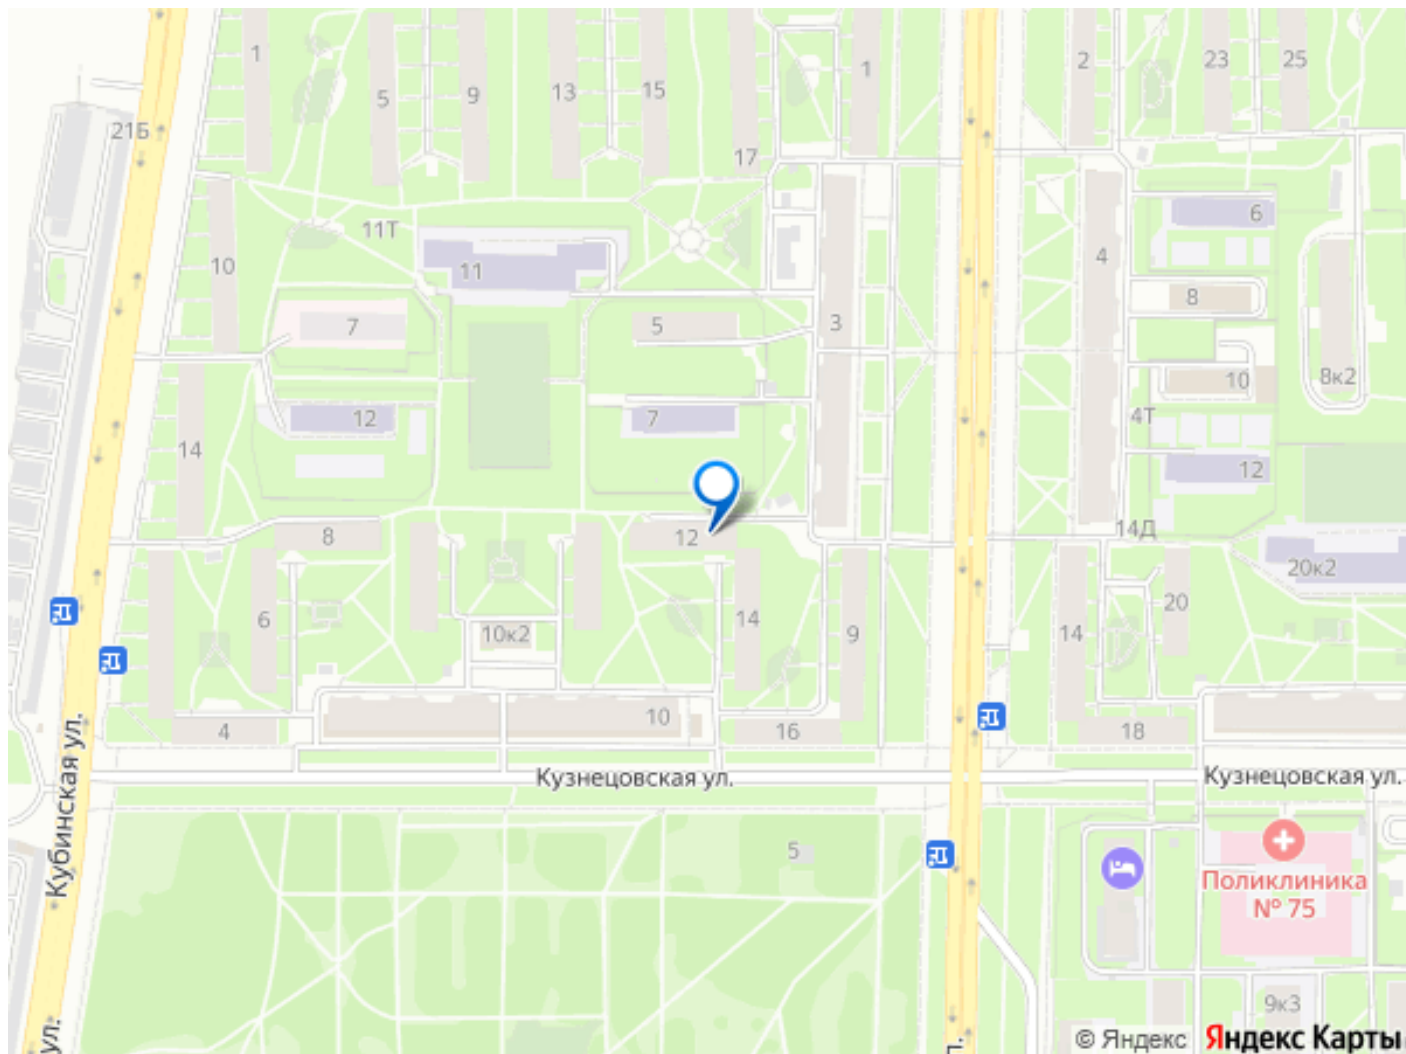 1
5
9
13
15
17
1
2
23
25
21Б
10
11Т
11
7
5
3
4
6
8
10
8к2
12
7
14
4Т
12
8
12
14Д
20к2
6
10к2
14
9
14
20
4
10
16
18
Кузнецовская ул.
Кузнецовская ул.
Кубинская ул.
5
Поликлиника
№ 75
9к3
ул.
п.
© Яндекс
Яндекс Карты